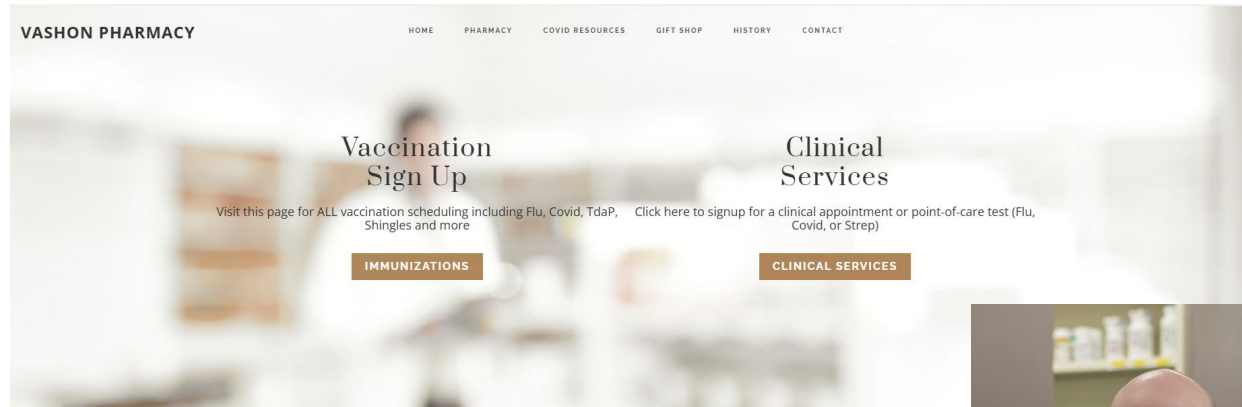 VASHON PHARMACY
HOME PHARMACY COVID RESOURCES GIFT SHOP HISTORY CONTACT
Vaccination
Sign Up
Visit this page for ALL vaccination scheduling including Flu, Covid, TdaP,
Shingles and more
IMMUNIZATIONS
Clinical
Services
Click here to signup for a clinical appointment or point-of-care test (Flu,
Covid, or Strep)
CLINICAL SERVICES